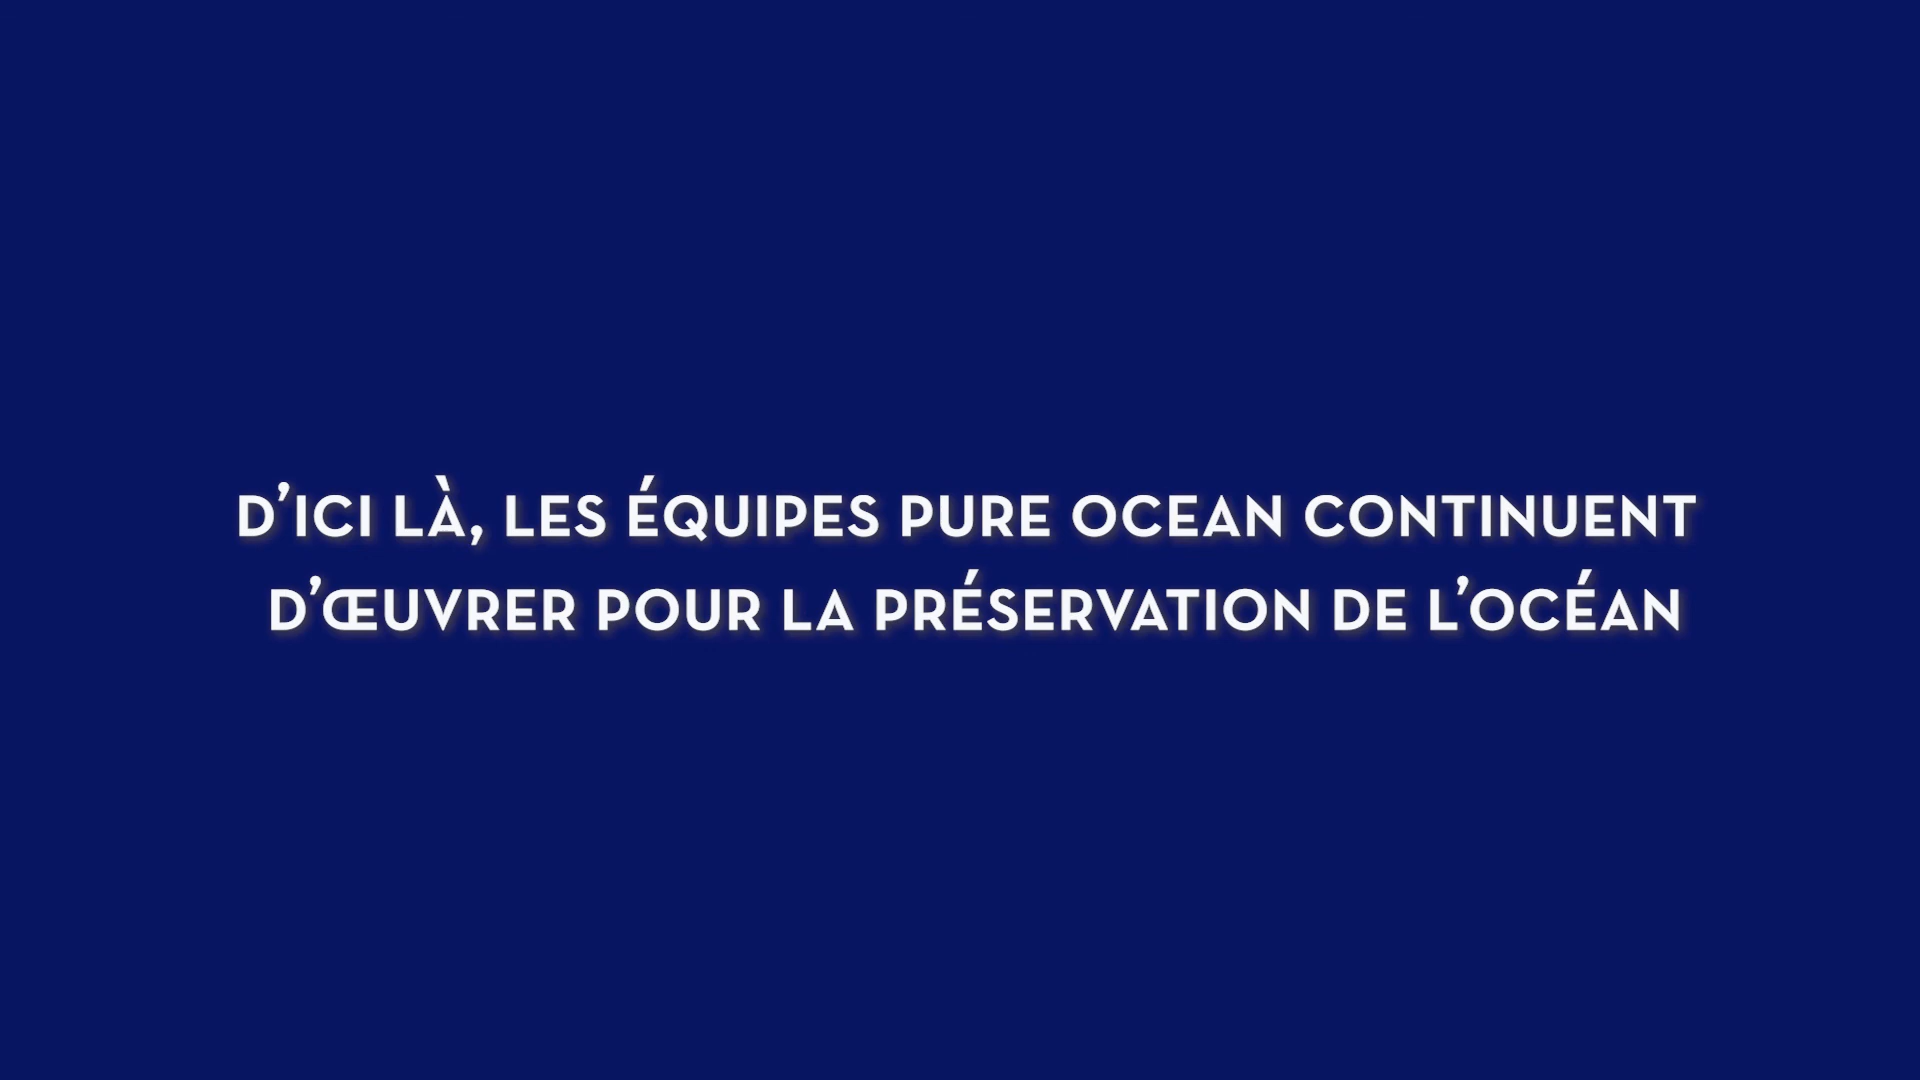 D’ICI LÀ, LES ÉQUIPES PURE OCEAN CONTINUENT
D’ŒUVRER POUR LA PRÉSERVATION DE L’OCÉAN